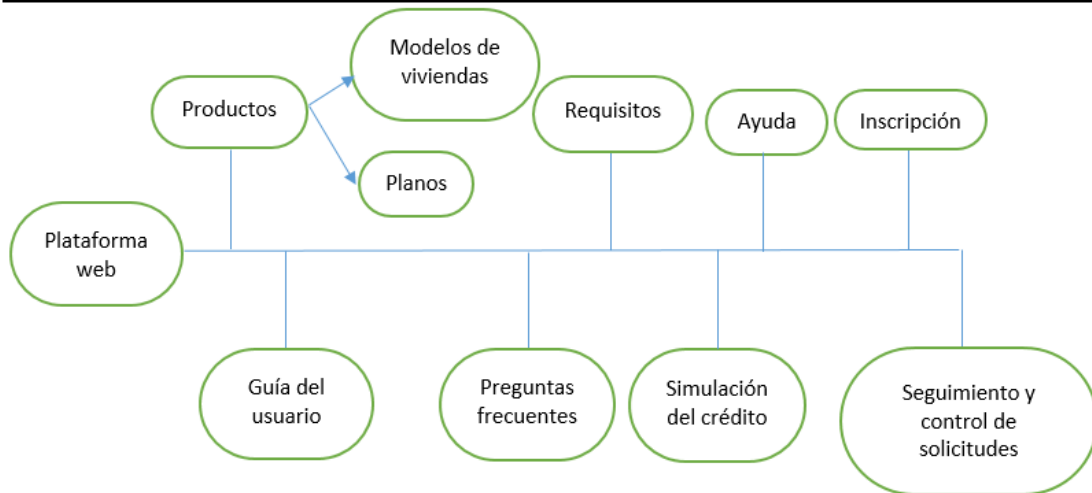 Modelos de
viviendas
Productos
Requisitos
Ayuda
Inscripción
Planos
Plataforma
web
Guía del
usuario
Preguntas
frecuentes
Simulación
del crédito
Seguimiento y
control de
solicitudes